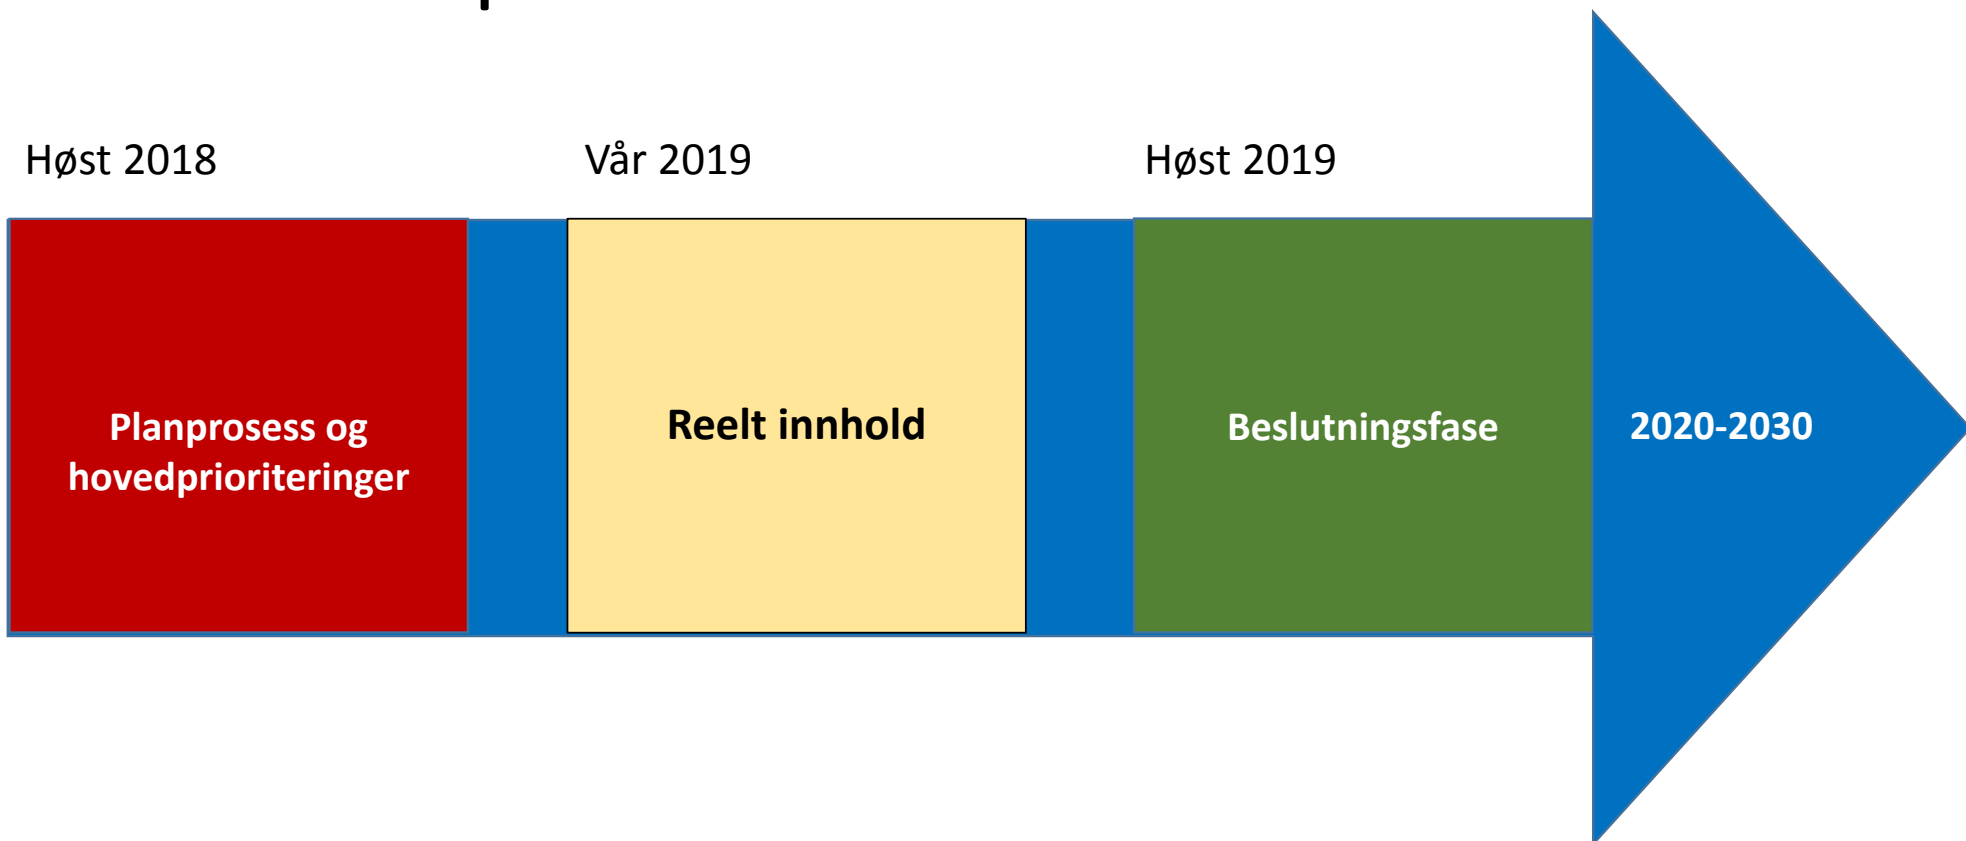 Høst 2018
Vår 2019
Høst 2019
Planprosess og
hovedprioriteringer
Reelt innhold
Beslutningsfase
2020-2030